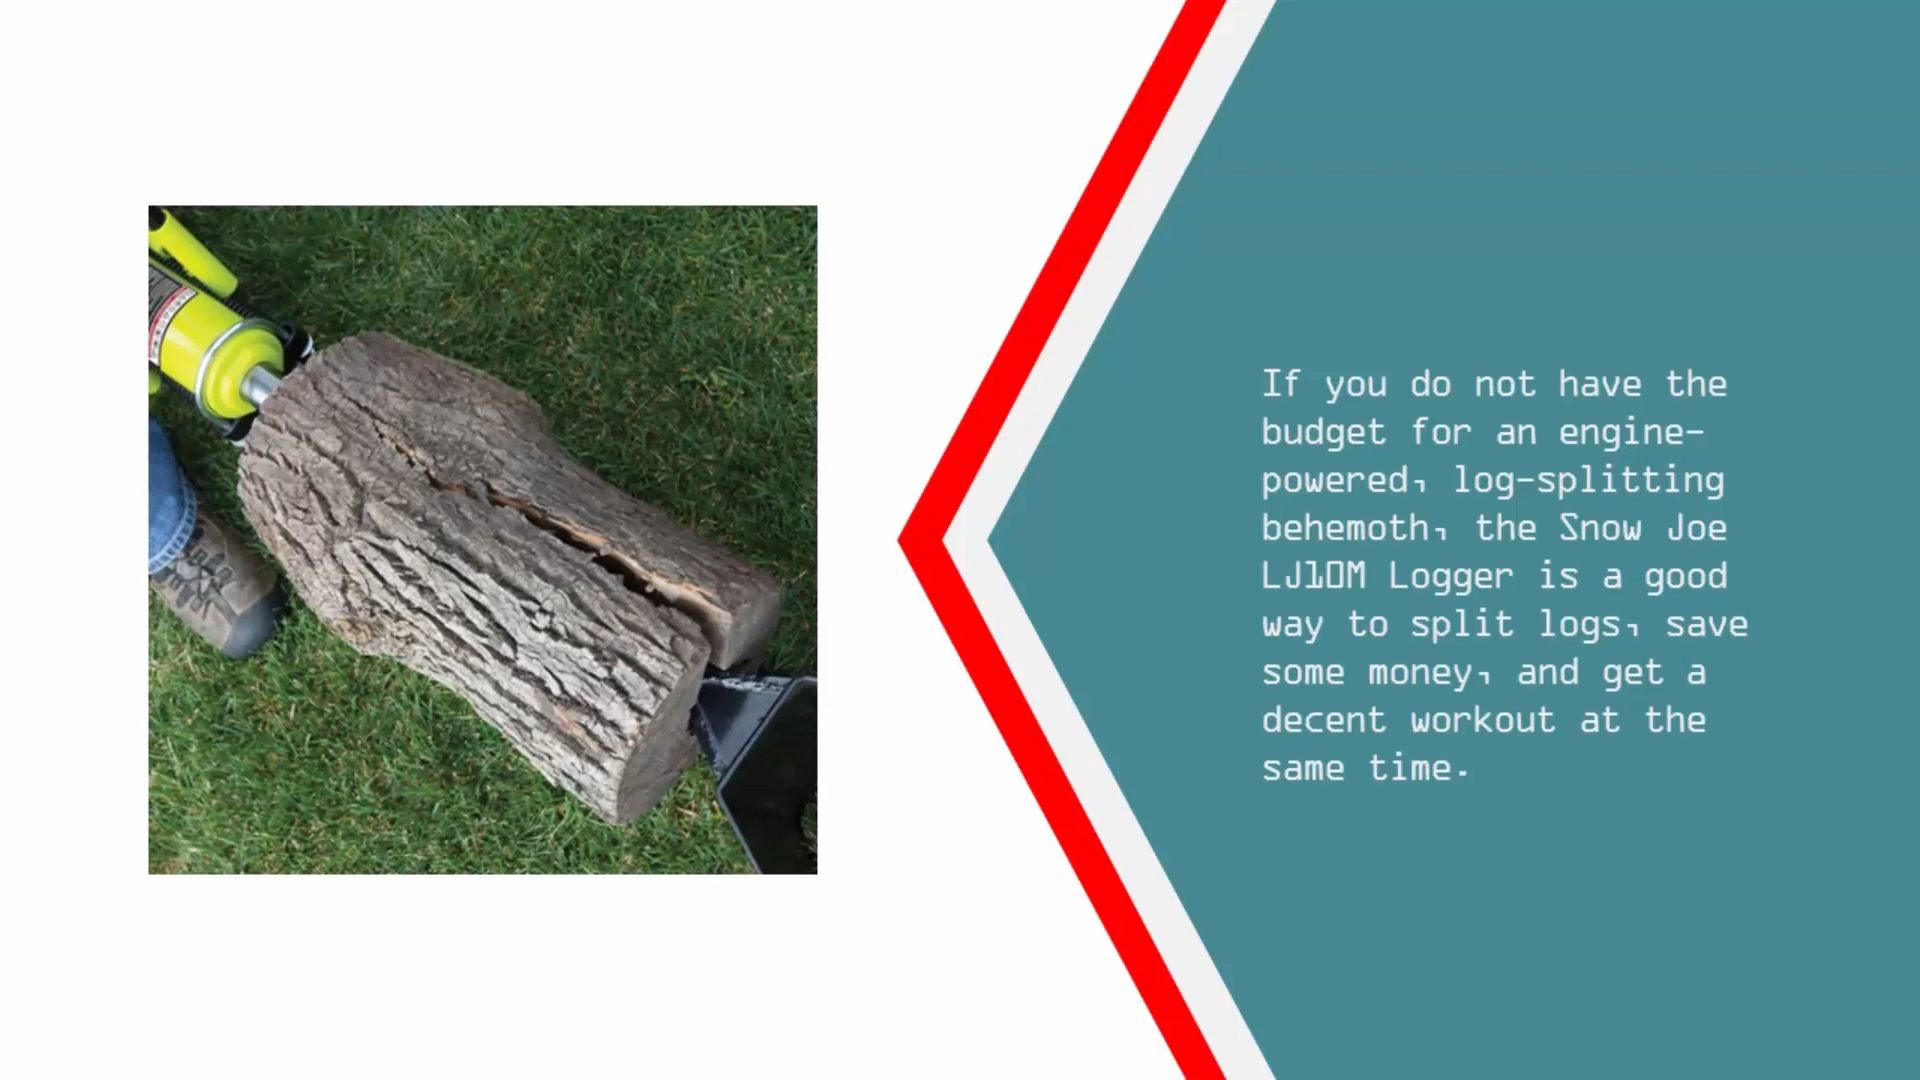 If you do not have the
budget for an engine-
powered, log-splitting
behemoth, the Snow Joe
LJ10M Logger is a good
way to split logs, save
some money, and get a
decent workout at the
same time.